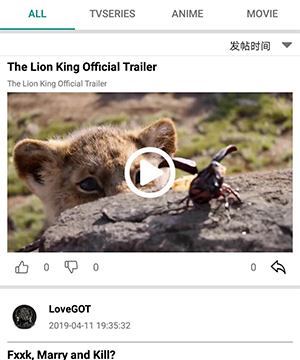 ALL TVSERIES ANIME MOVIE
发帖时间
The Lion King Official Trailer
The Lion King Official Trailer
0 0 0
LoveGOT
2019-04-11 19:35:32
Fxxk, Marry and Kill?